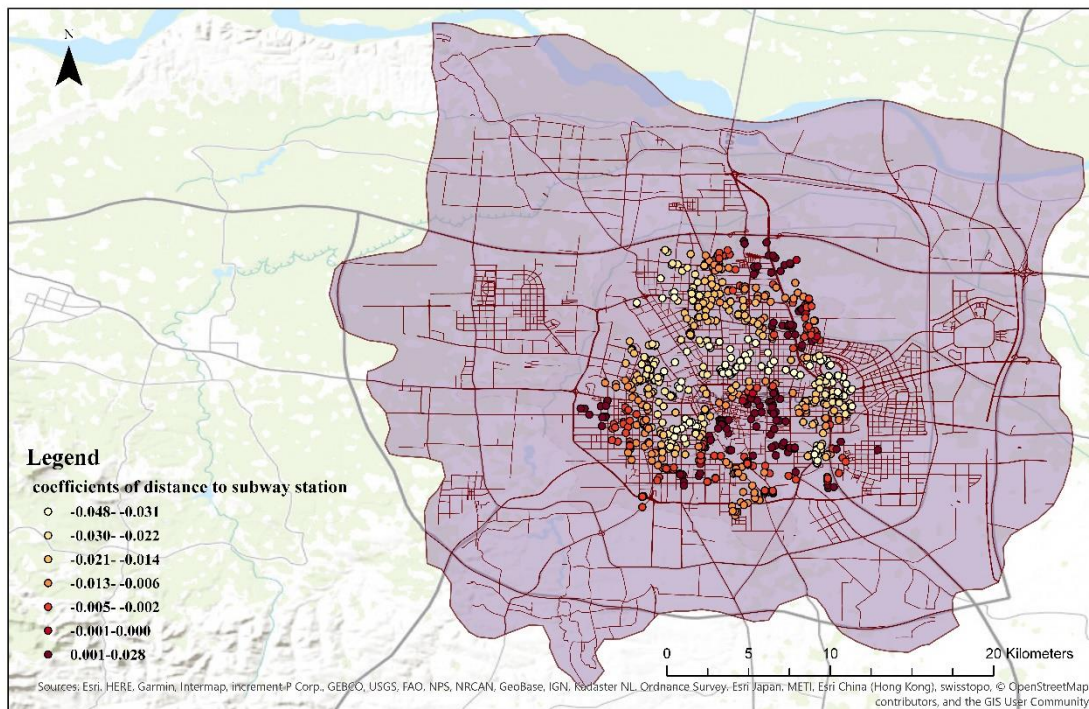 N
Legend
coefficients of distance to subway station
-0.048- -0.031
-0.030- -0.022
-0.021- -0.014
-0.013- -0.006
-0.005- -0.002
-0.001-0.000
0.001-0.028
0 5 10 20 Kilometers
Sources: Esri, HERE, Garmin, Intermap, increment P Corp., GEBCO, USGS, FAO, NPS, NRCAN, GeoBase, IGN, Kadaster NL, Ordnance Survey, Esri Japan, METI, Esri China (Hong Kong), swisstopo, © OpenStreetMap
contributors, and the GIS User Community